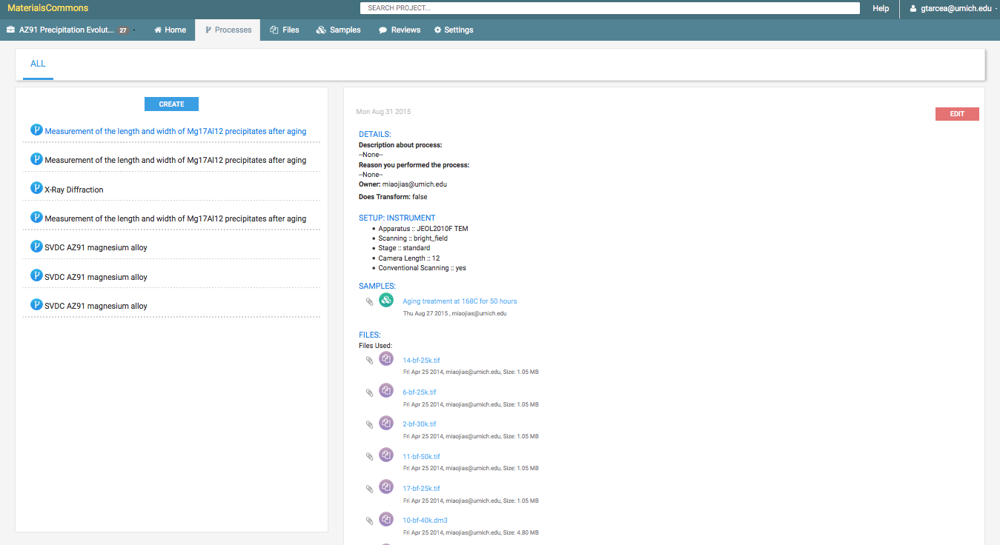 MaterialsCommons
SEARCH PROJECT...
Help
gtarcea@umich.edu
AZ91 Precipitation Evolut... 27
Home
Processes
Files
Samples
Reviews
Settings
ALL
CREATE
Measurement of the length and width of Mg17Al12 precipitates after aging
Measurement of the length and width of Mg17Al12 precipitates after aging
X-Ray Diffraction
Measurement of the length and width of Mg17Al12 precipitates after aging
SVDC AZ91 magnesium alloy
SVDC AZ91 magnesium alloy
SVDC AZ91 magnesium alloy
Mon Aug 31 2015
EDIT
DETAILS:
Description about process:
--None--
Reason you performed the process:
--None--
Owner: miaojias@umich.edu
Does Transform: false
SETUP: INSTRUMENT
• Apparatus :: JEOL2010F TEM
• Scanning :: bright_field
• Stage :: standard
• Camera Length :: 12
• Conventional Scanning :: yes
SAMPLES:
Aging treatment at 168C for 50 hours
Thu Aug 27 2015 , miaojias@umich.edu
FILES:
Files Used:
14-bf-25k.tif
Fri Apr 25 2014, miaojias@umich.edu, Size: 1.05 MB
6-bf-25k.tif
Fri Apr 25 2014, miaojias@umich.edu, Size: 1.05 MB
2-bf-30k.tif
Fri Apr 25 2014, miaojias@umich.edu, Size: 1.05 MB
11-bf-50k.tif
Fri Apr 25 2014, miaojias@umich.edu, Size: 1.05 MB
17-bf-25k.tif
Fri Apr 25 2014, miaojias@umich.edu, Size: 1.05 MB
10-bf-40k.dm3
Fri Apr 25 2014, miaojias@umich.edu, Size: 4.80 MB